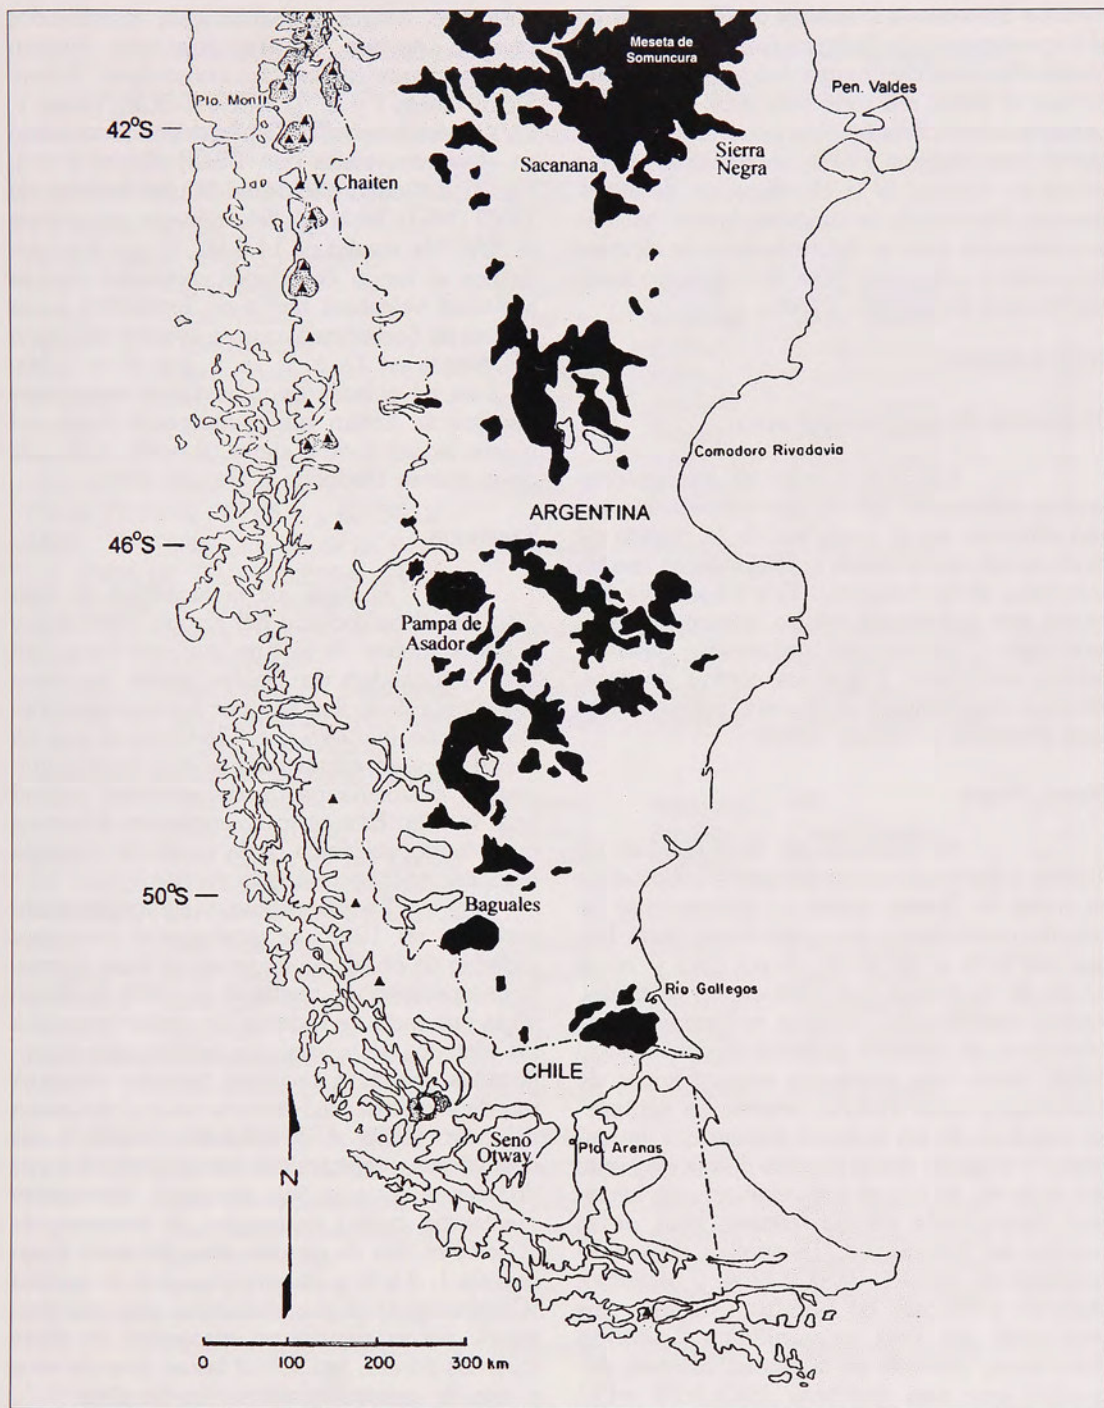 Meseta de
Somuncura
Pen. Valdes
Pto. Montt
42°S
Sacanana
Sierra
Negra
V. Chaiten
Comodoro Rivadavia
ARGENTINA
46°S
Pampa de
Asador
50°S
Baguales
Rio Gallegos
CHILE
Seno
Otway
Pta. Arenas
N
0 100 200 300 km